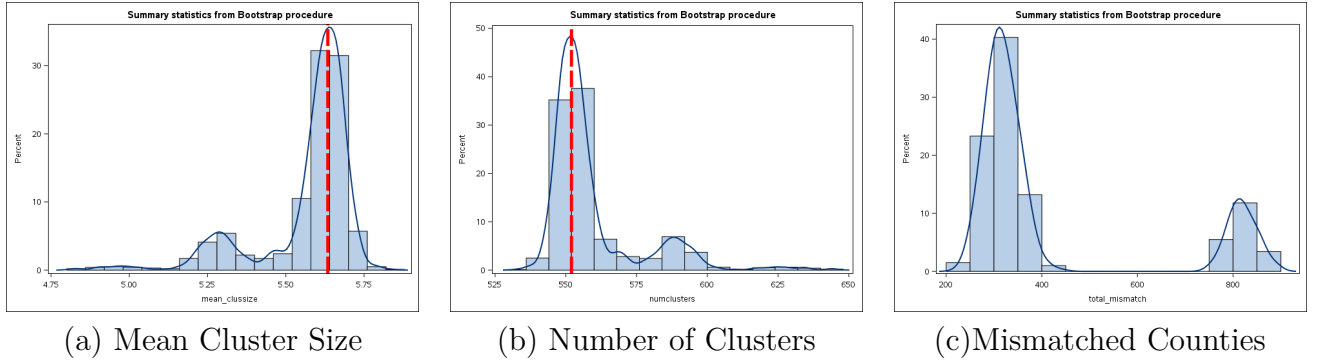 Summary statistics from Bootstrap procedure
Percent
30
20
10
0
4.75
5.00
5.25
5.50
5.75
mean_clussize
(a) Mean Cluster Size
Summary statistics from Bootstrap procedure
Percent
50
40
30
20
10
0
525
550
575
600
625
650
numclusters
(b) Number of Clusters
Summary statistics from Bootstrap procedure
Percent
40
30
20
10
0
200
400
600
800
total_mismatch
(c)Mismatched Counties